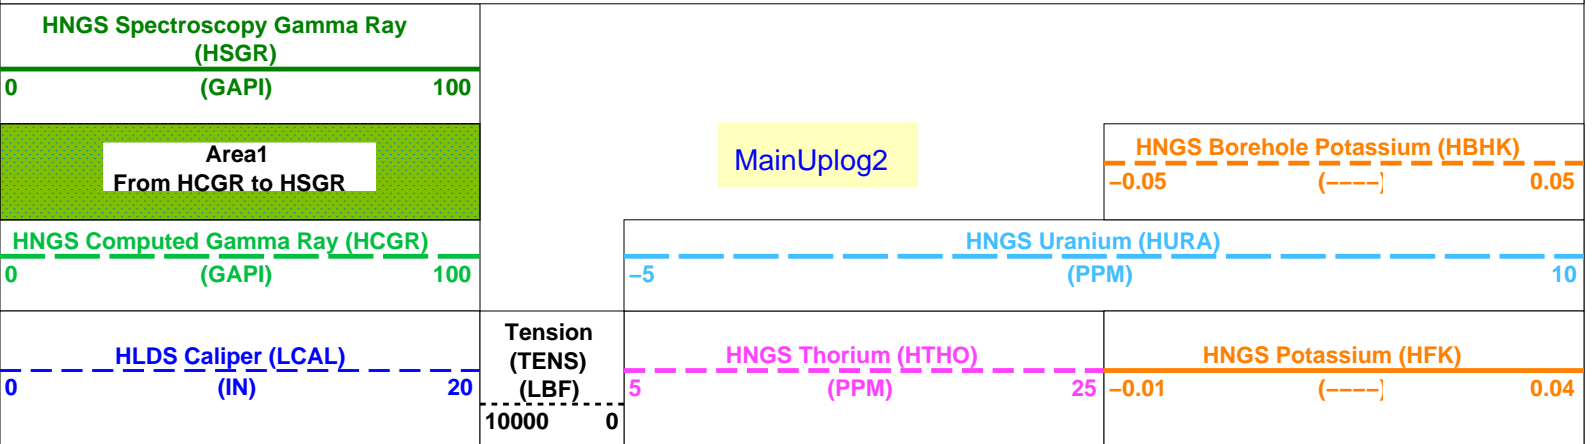 HNGS Spectroscopy Gamma Ray
(HSGR)
0 (GAPI) 100
Area1
From HCGR to HSGR
MainUplog2
HNGS Borehole Potassium (HBHK)
−0.05 (−−−−) 0.05
HNGS Computed Gamma Ray (HCGR)
0 (GAPI) 100
HNGS Uranium (HURA)
−5 (PPM) 10
HLDS Caliper (LCAL)
0 (IN) 20
Tension
(TENS)
(LBF)
10000 0
HNGS Thorium (HTHO)
5 (PPM) 25
HNGS Potassium (HFK)
−0.01 (−−−−) 0.04